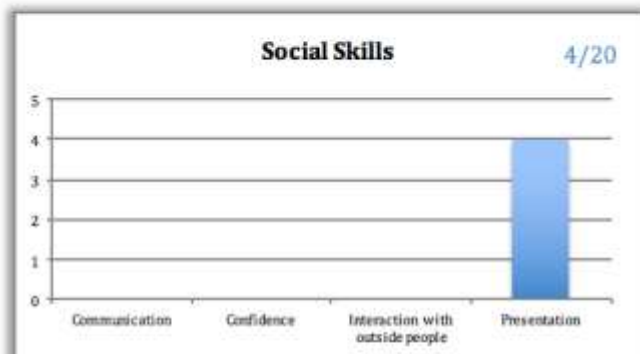 Social Skills
4/20
5
4
3
2
1
0
Communication
Confidence
Interaction with
outside people
Presentation